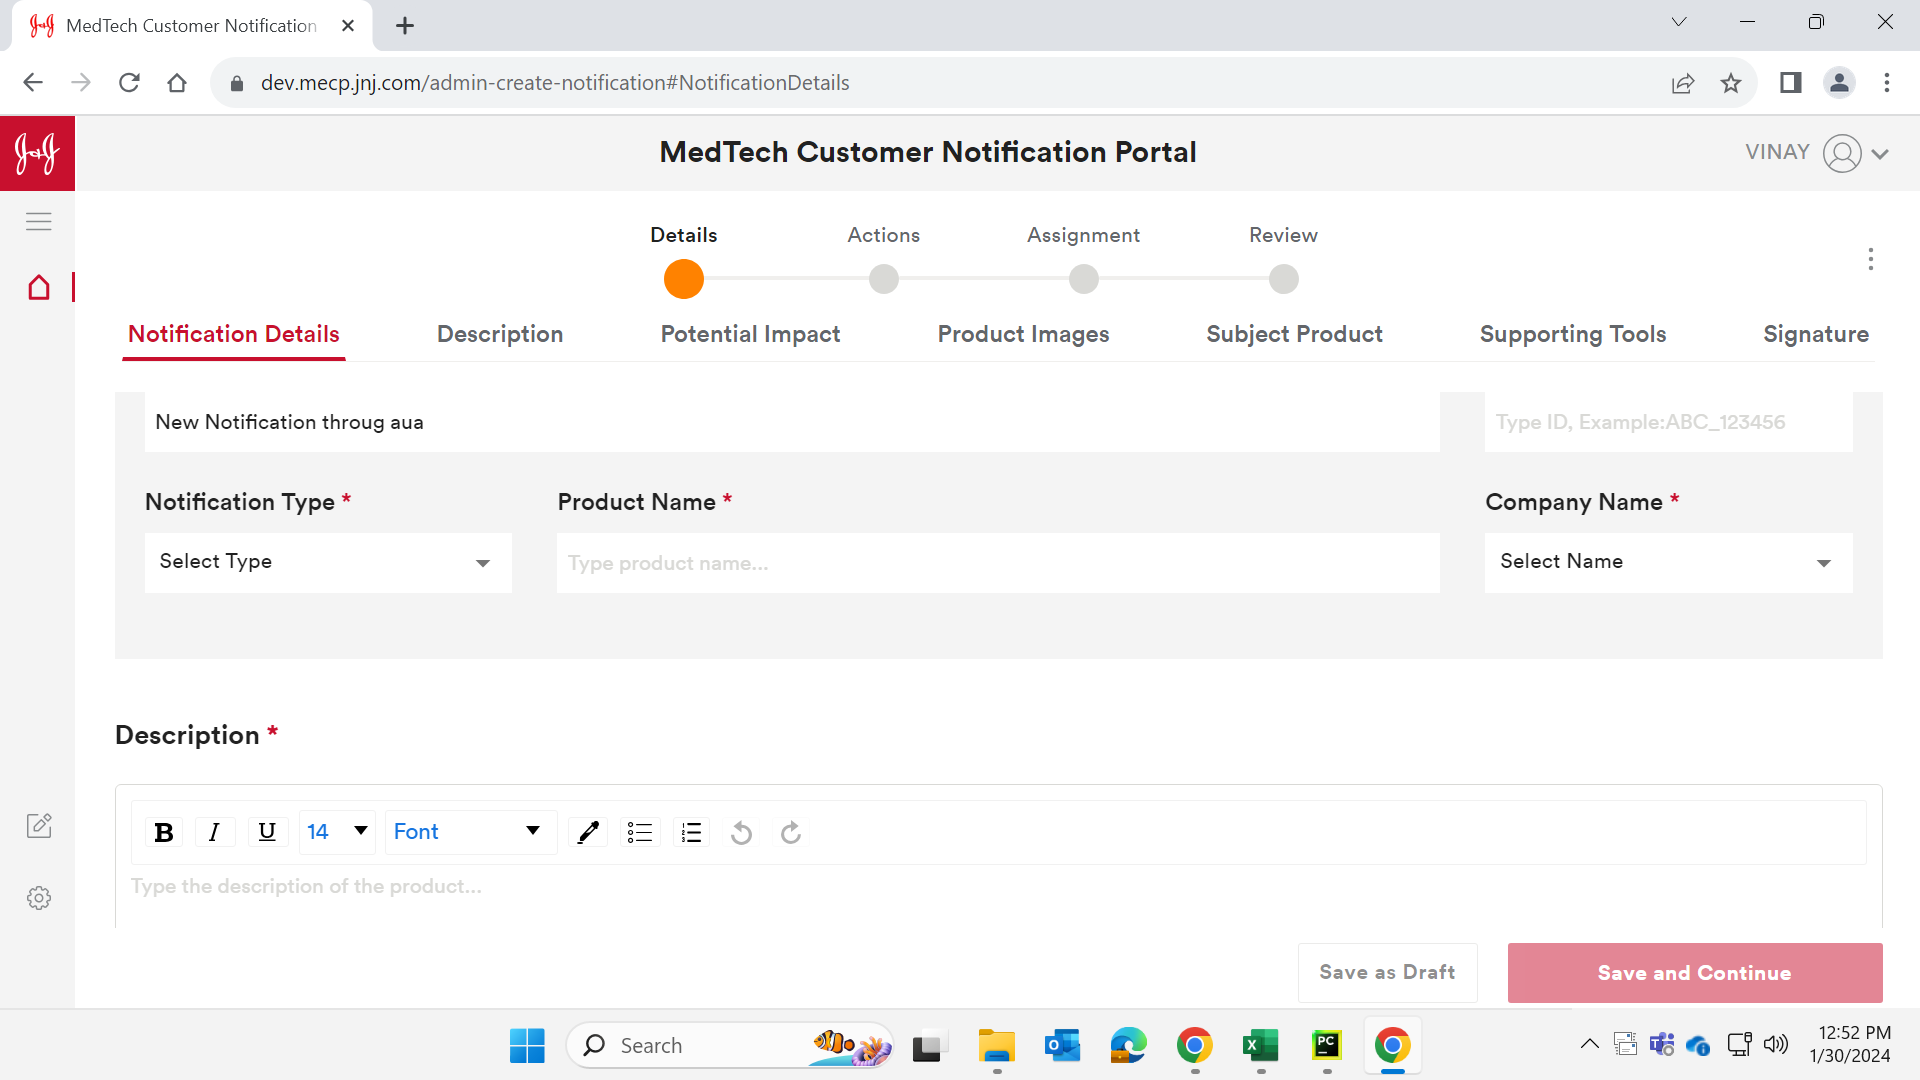 MedTech Customer Notification
dev.mecp.jnj.com/admin-create-notification#NotificationDetails
J&J
MedTech Customer Notification Portal
VINAY
Details
Actions
Assignment
Review
Notification Details
Description
Potential Impact
Product Images
Subject Product
Supporting Tools
Signature
New Notification throug aua
Type ID, Example:ABC_123456
Notification Type *
Product Name *
Company Name *
Select Type
Type product name...
Select Name
Description *
B I U 14 Font
Type the description of the product...
Save as Draft
Save and Continue
Search
12:52 PM
1/30/2024